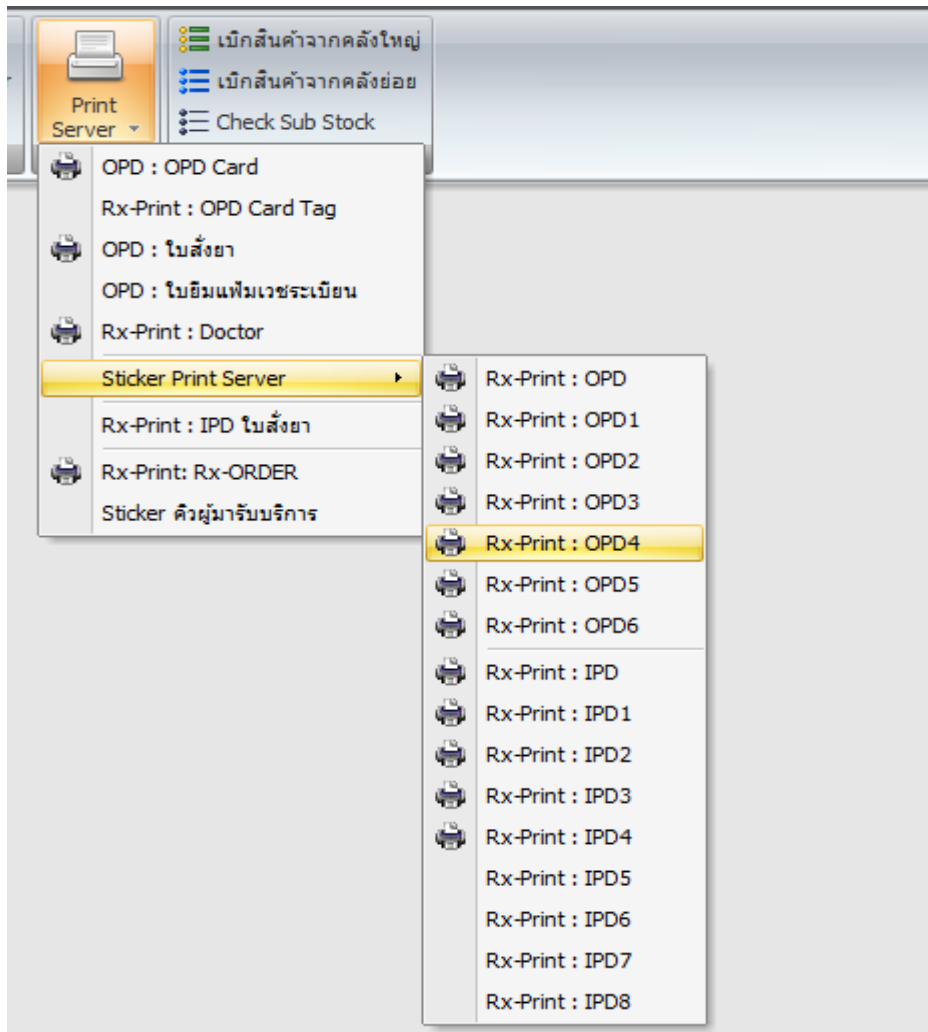 Print
Server
เบิกสินค้าจากคลังใหญ่
เบิกสินค้าจากคลังย่อย
Check Sub Stock
OPD : OPD Card
Rx-Print : OPD Card Tag
OPD : ใบสั่งยา
OPD : ใบยืมแฟ้มเวชระเบียน
Rx-Print : Doctor
Sticker Print Server
Rx-Print : IPD ใบสั่งยา
Rx-Print: Rx-ORDER
Sticker คิวผู้มารับบริการ
Rx-Print : OPD
Rx-Print : OPD1
Rx-Print : OPD2
Rx-Print : OPD3
Rx-Print : OPD4
Rx-Print : OPD5
Rx-Print : OPD6
Rx-Print : IPD
Rx-Print : IPD1
Rx-Print : IPD2
Rx-Print : IPD3
Rx-Print : IPD4
Rx-Print : IPD5
Rx-Print : IPD6
Rx-Print : IPD7
Rx-Print : IPD8